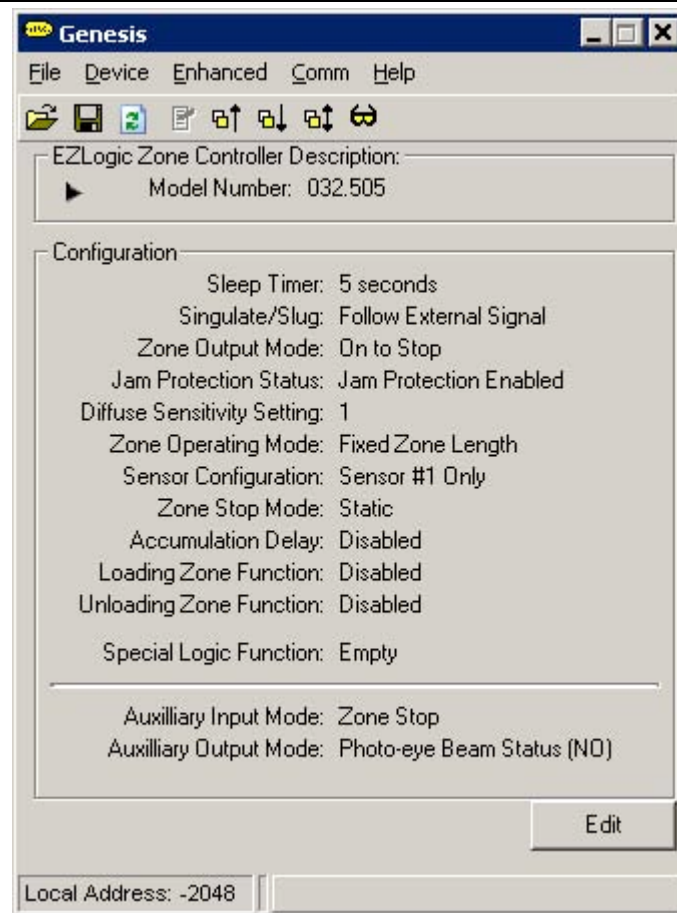 Genesis
File Device Enhanced Comm Help
EZLogic Zone Controller Description:
Model Number: 032.505
Configuration
Sleep Timer: 5 seconds
Singulate/Slug: Follow External Signal
Zone Output Mode: On to Stop
Jam Protection Status: Jam Protection Enabled
Diffuse Sensitivity Setting: 1
Zone Operating Mode: Fixed Zone Length
Sensor Configuration: Sensor #1 Only
Zone Stop Mode: Static
Accumulation Delay: Disabled
Loading Zone Function: Disabled
Unloading Zone Function: Disabled
Special Logic Function: Empty
Auxilliary Input Mode: Zone Stop
Auxilliary Output Mode: Photo-eye Beam Status (NO)
Edit
Local Address: -2048